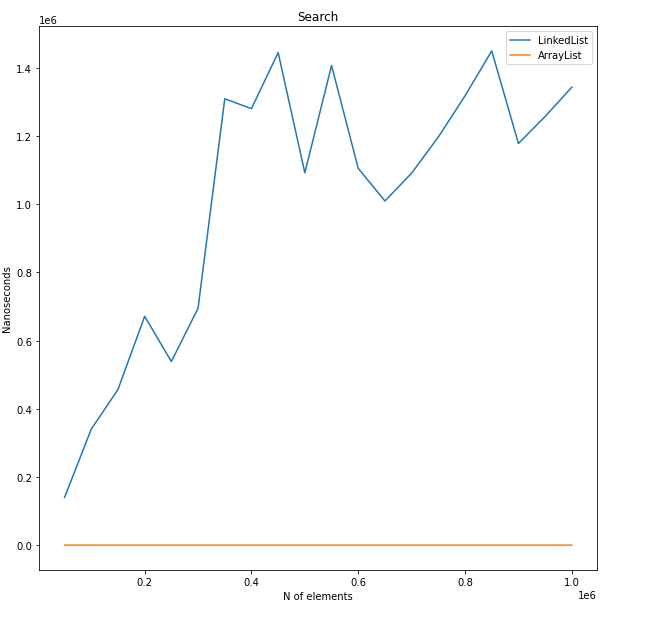 Search
1e6
LinkedList
ArrayList
1.4
1.2
1.0
0.8
0.6
0.4
0.2
0.0
Nanoseconds
0.2 0.4 0.6 0.8 1.0
N of elements
1e6